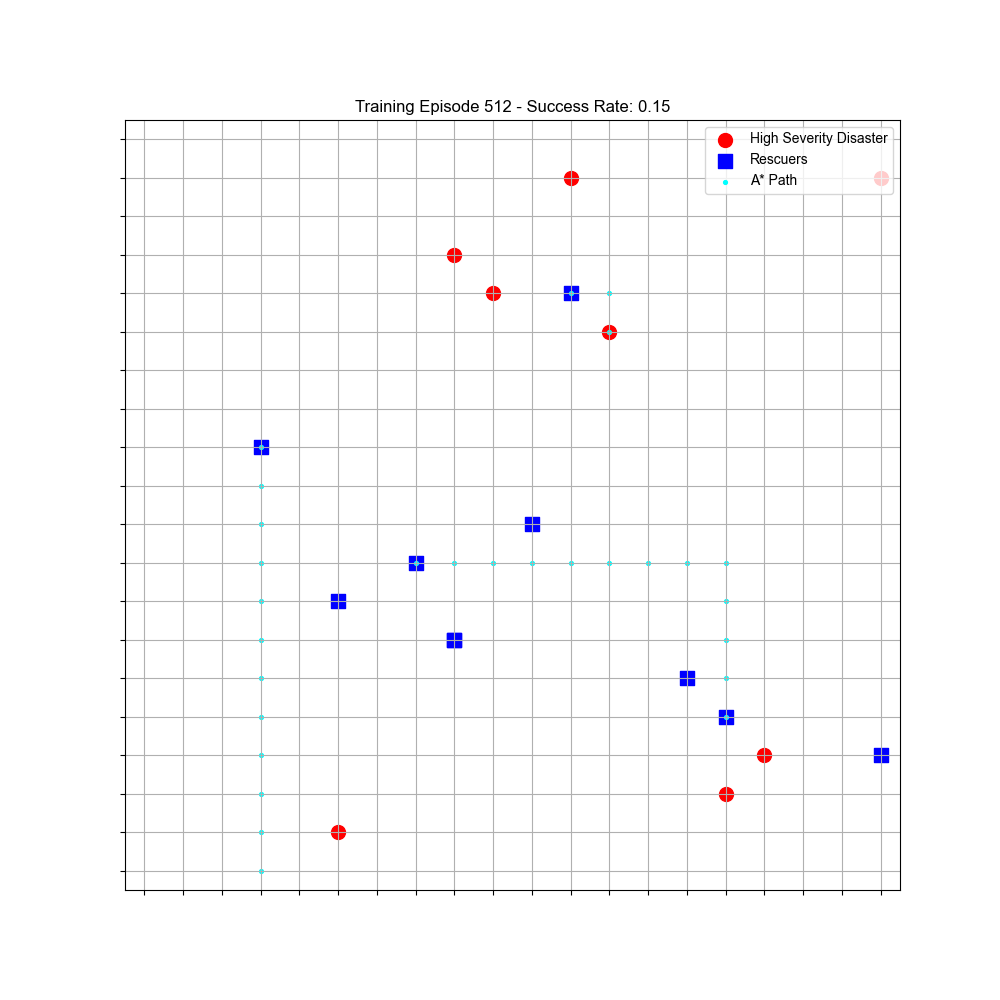 Training Episode 512 - Success Rate: 0.15
High Severity Disaster
Rescuers
A* Path